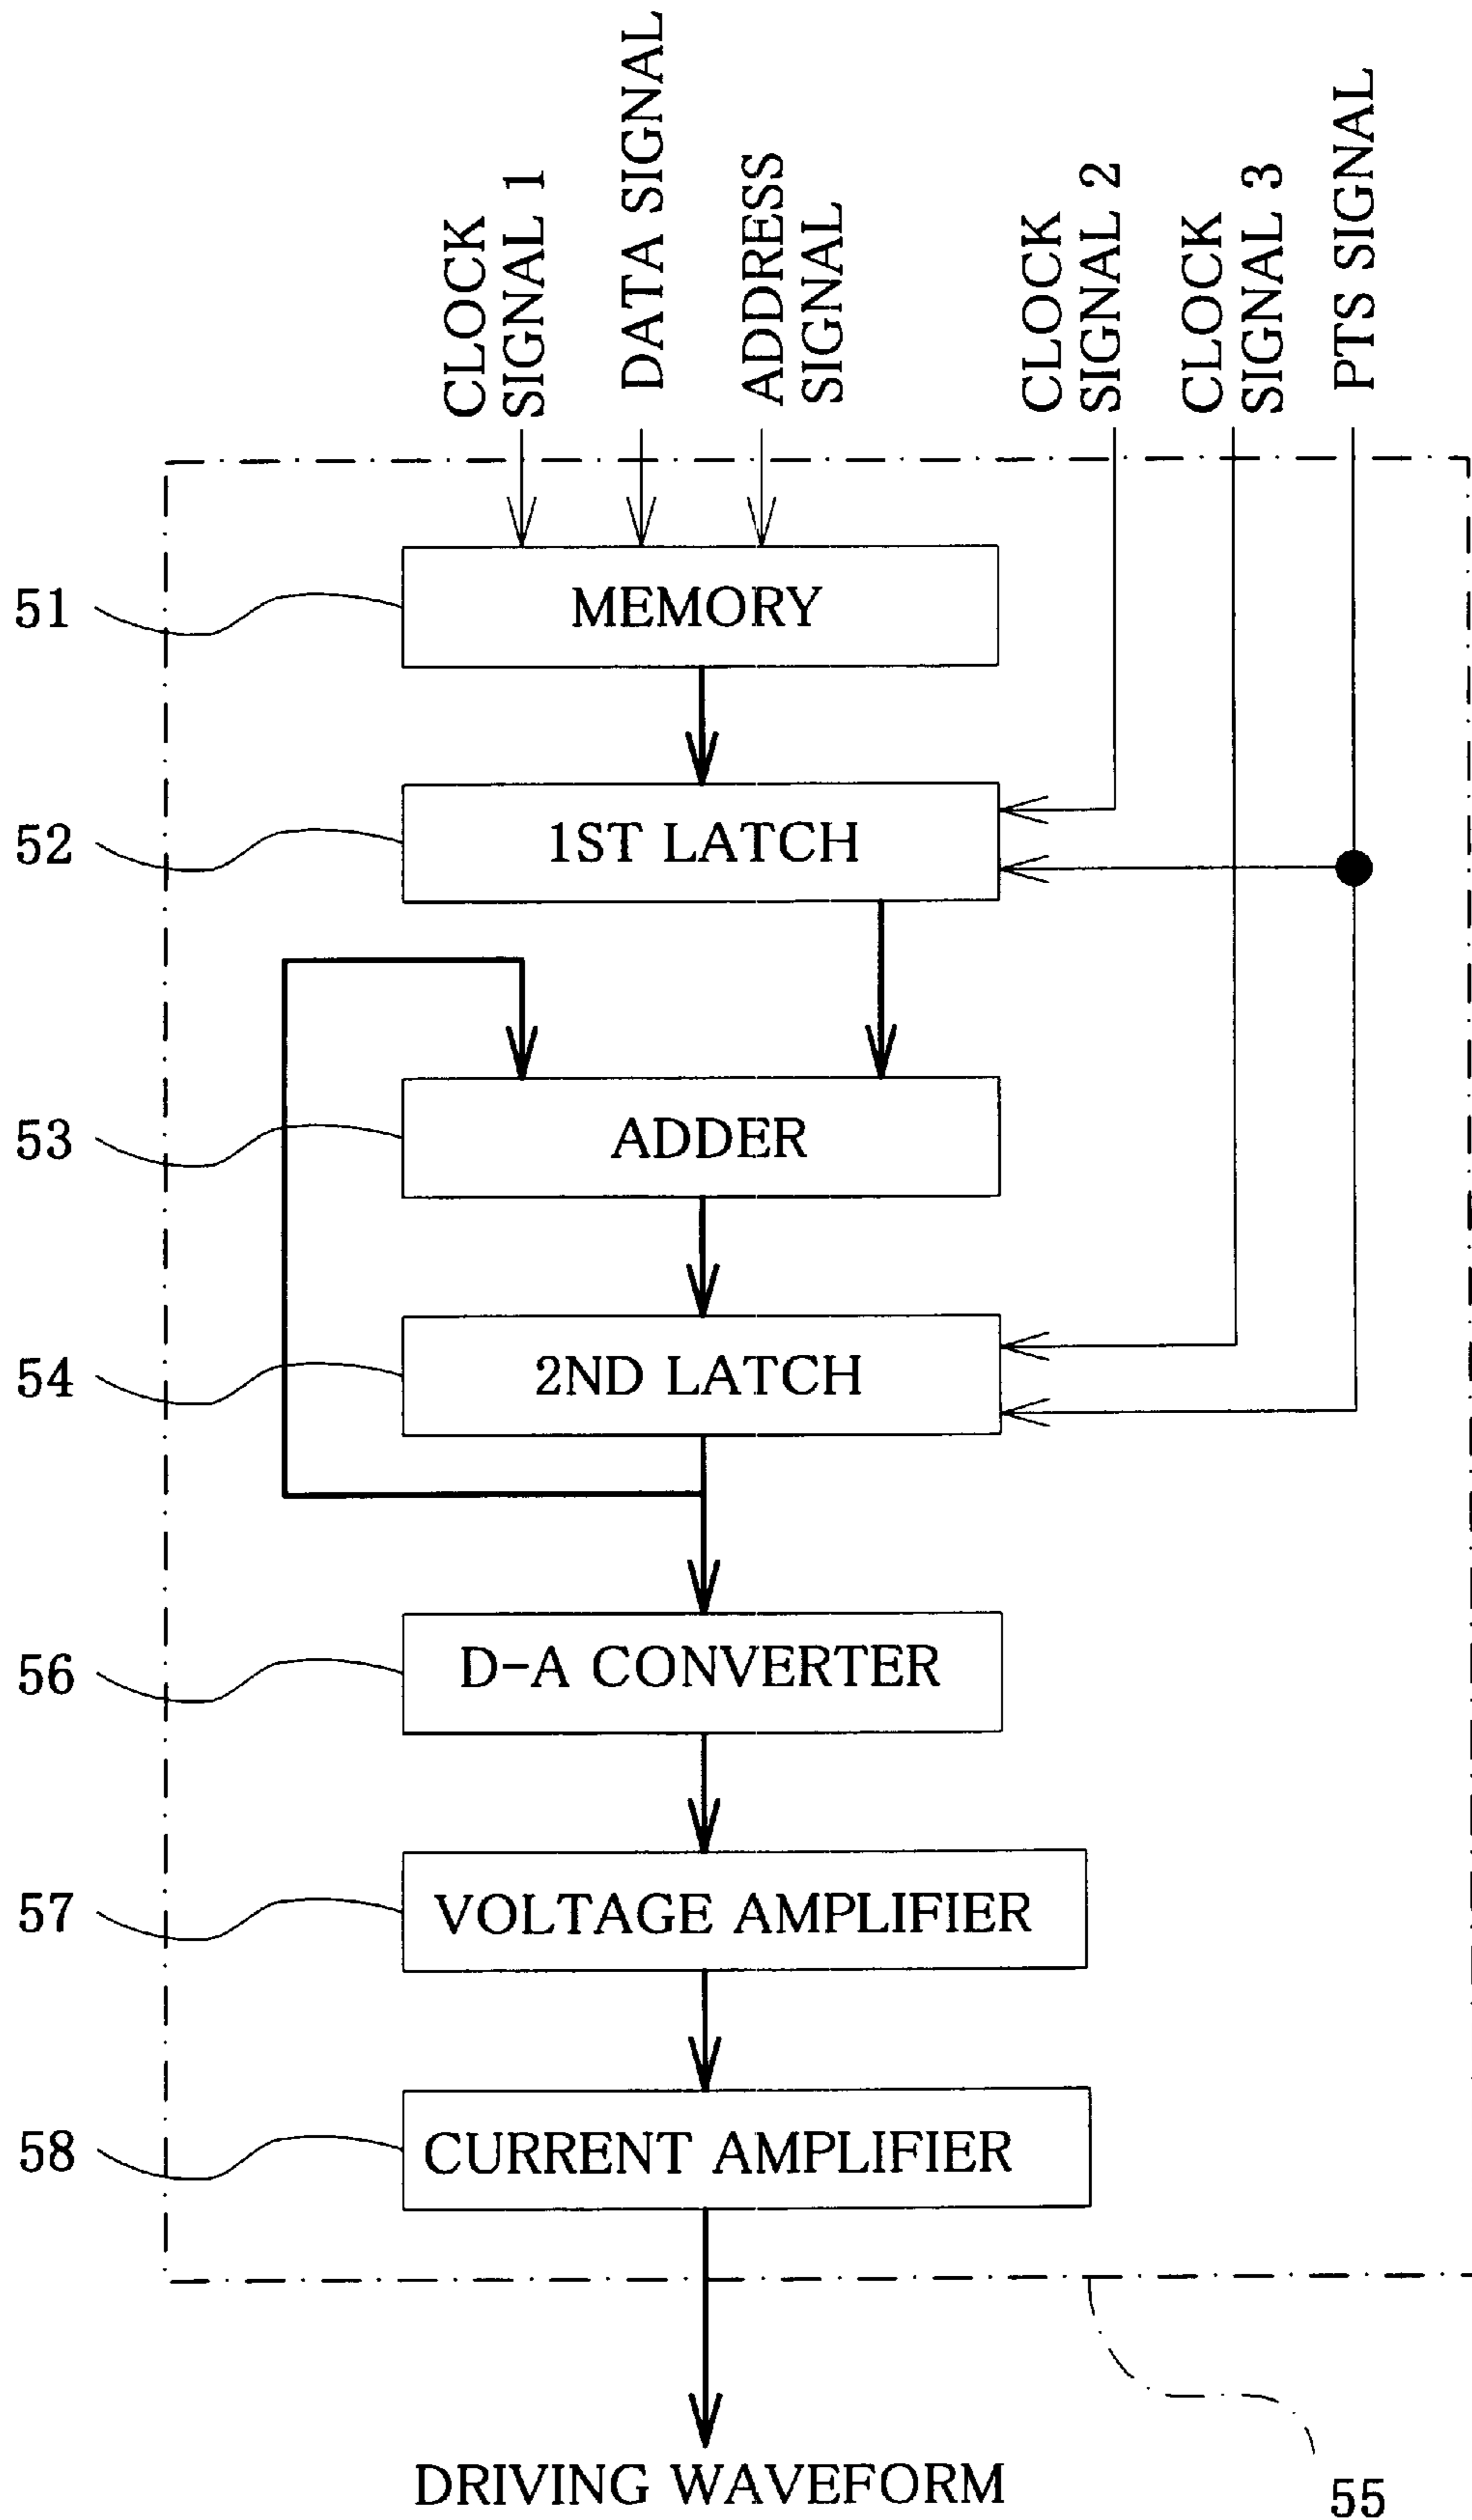 CLOCK
SIGNAL 1
DATA SIGNAL
ADDRESS
SIGNAL
CLOCK
SIGNAL 2
CLOCK
SIGNAL 3
PTS SIGNAL
51
MEMORY
52
1ST LATCH
53
ADDER
54
2ND LATCH
56
D-A CONVERTER
57
VOLTAGE AMPLIFIER
58
CURRENT AMPLIFIER
DRIVING WAVEFORM
55